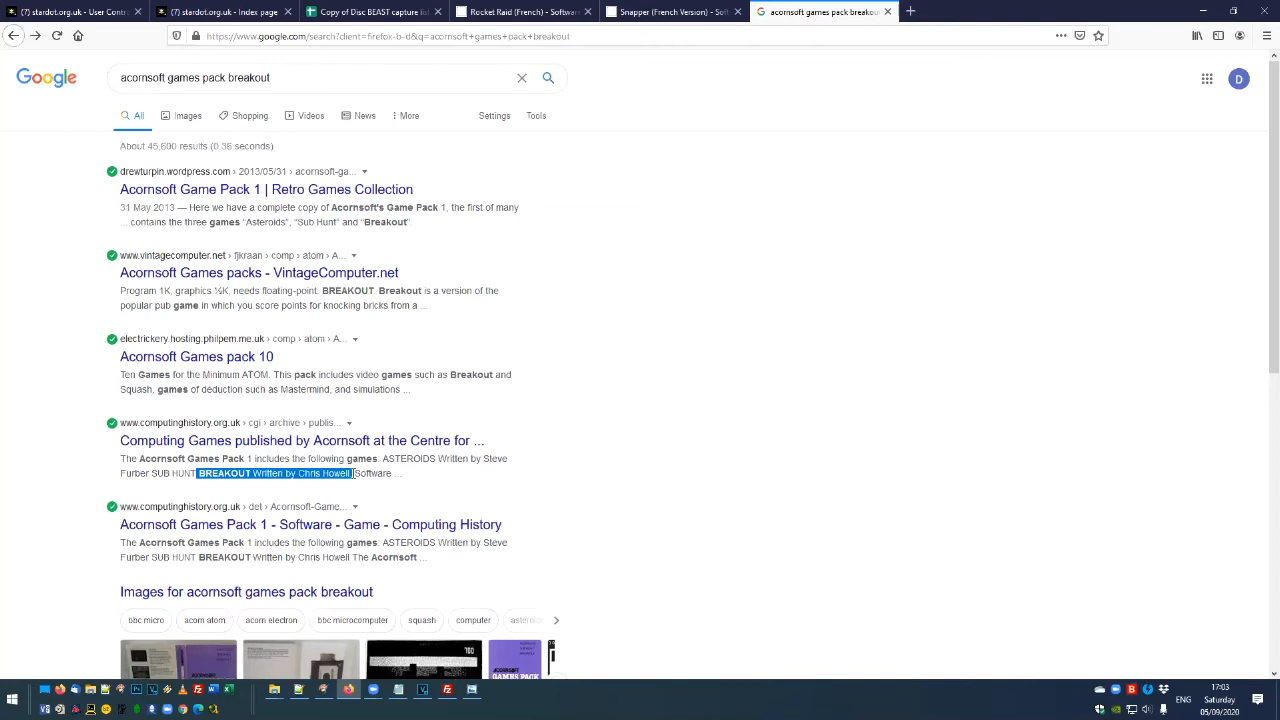 (7) stardot.org.uk - User Contr
(7) stardot.org.uk - Index page
Copy of Disc BEAST capture list
Rocket Raid (French) - Software
Snapper (French Version) - Soft
acornsoft games pack breakout
https://www.google.com/search?client=firefox-b-d&q=acornsoft+games+pack+breakout
Google
acornsoft games pack breakout
D
All
Images
Shopping
Videos
News
More
Settings
Tools
About 45,600 results (0.36 seconds)
drewturpin.wordpress.com › 2013/05/31 › acornsoft-ga...
Acornsoft Game Pack 1 | Retro Games Collection
31 May 2013 — Here we have a complete copy of Acornsoft's Game Pack 1, the first of many
... contains the three games “Asteroids”, “Sub Hunt” and “Breakout”.
www.vintagecomputer.net › fjkraan › comp › atom › A...
Acornsoft Games packs - VintageComputer.net
Program 1K, graphics ½K, needs floating-point. BREAKOUT. Breakout is a version of the
popular pub game in which you score points for knocking bricks from a ...
electrickery.hosting.philpem.me.uk › comp › atom › A...
Acornsoft Games pack 10
Ten Games for the Minimum ATOM. This pack includes video games such as Breakout and
Squash, games of deduction such as Mastermind, and simulations ...
www.computinghistory.org.uk › cgi › archive › publis...
Computing Games published by Acornsoft at the Centre for ...
The Acornsoft Games Pack 1 includes the following games: ASTEROIDS Written by Steve
Furber SUB HUNT BREAKOUT Written by Chris Howell Software ...
www.computinghistory.org.uk › det › Acornsoft-Game...
Acornsoft Games Pack 1 - Software - Game - Computing History
The Acornsoft Games Pack 1 includes the following games: ASTEROIDS Written by Steve
Furber SUB HUNT BREAKOUT Written by Chris Howell The Acornsoft ...
Images for acornsoft games pack breakout
bbc micro
acorn atom
acorn electron
bbc microcomputer
squash
computer
asteroids
ACORNSOFT
GAMES PACK
ENG
17:03
Saturday
05/09/2020